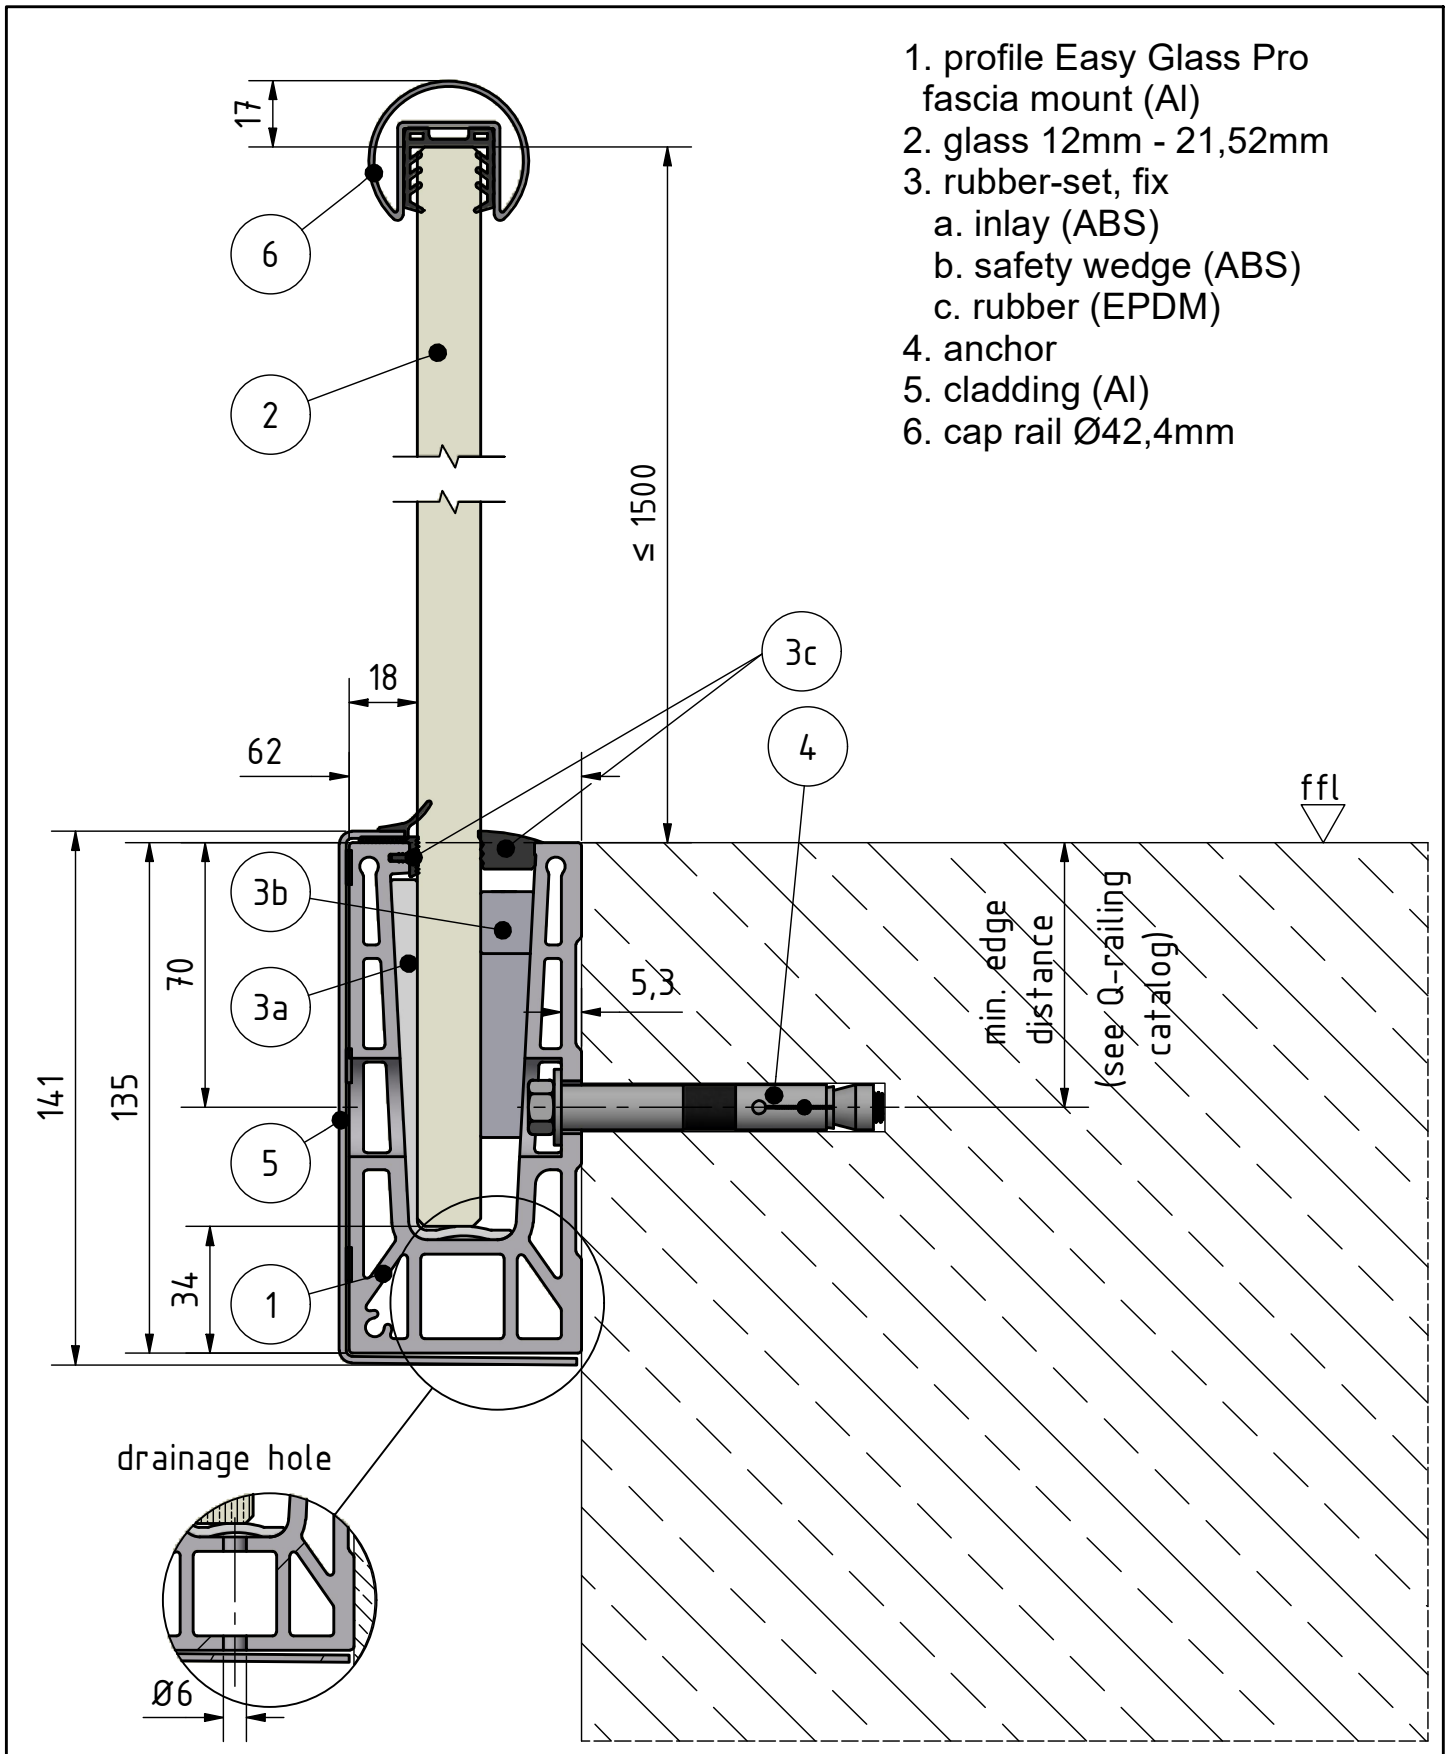 1. profile Easy Glass Pro
fascia mount (Al)
2. glass 12mm - 21,52mm
3. rubber-set, fix
a. inlay (ABS)
b. safety wedge (ABS)
c. rubber (EPDM)
4. anchor
5. cladding (Al)
6. cap rail Ø42,4mm
17
6
2
≤ 1500
3c
18
4
62
ffl
3b
70
3a
5,3
min. edge
distance
(see Q-railing
catalog)
141
135
5
34
1
drainage hole
Ø6